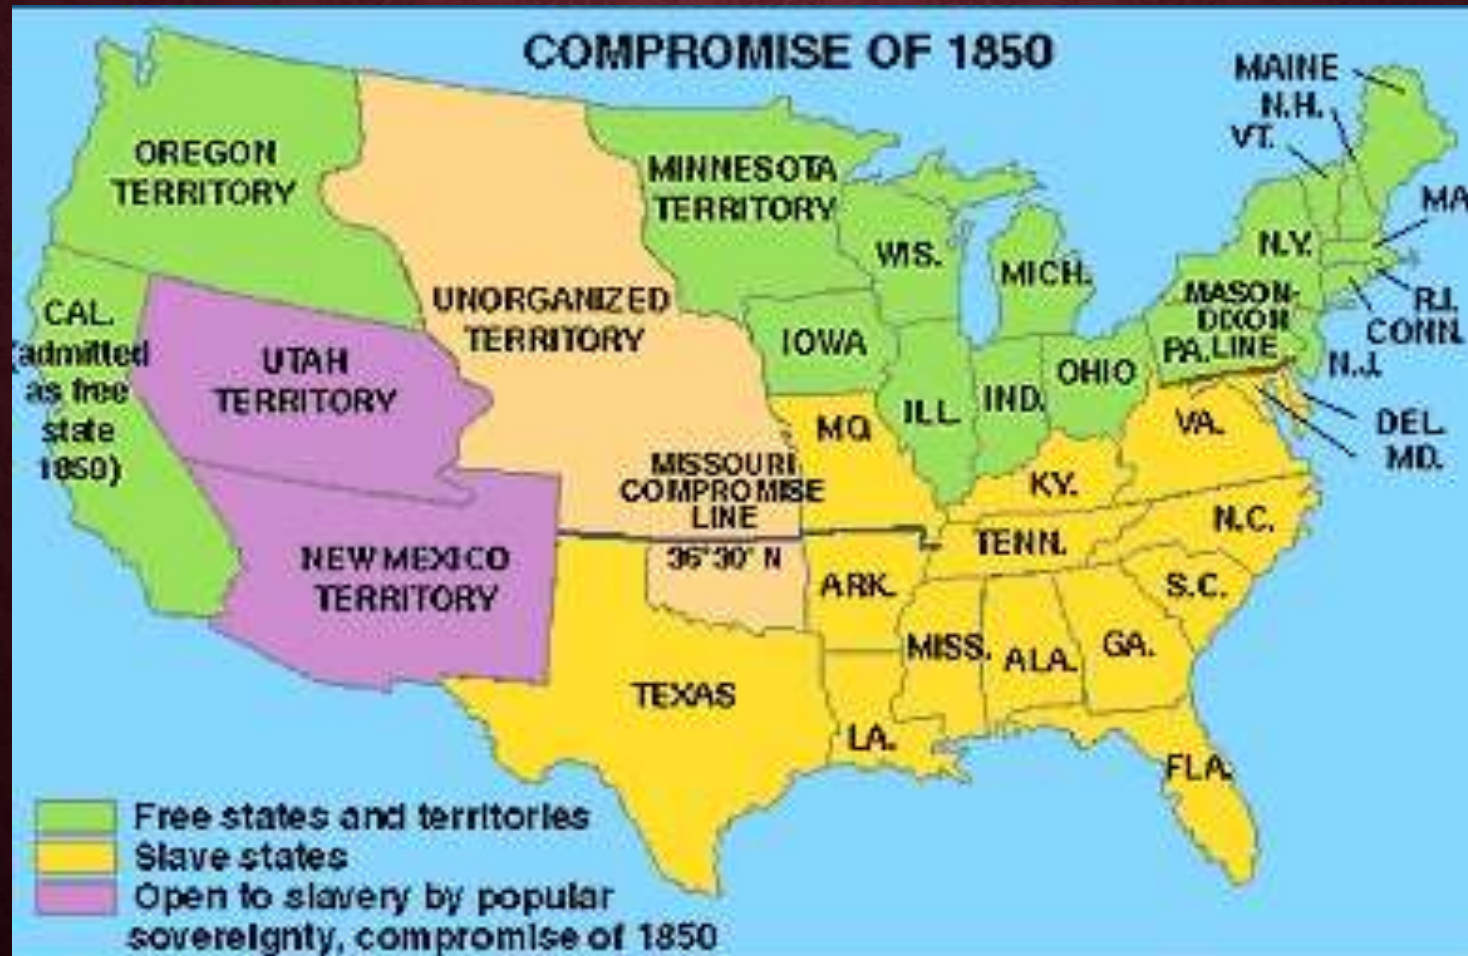 COMPROMISE OF 1850
MAINE
N.H.
VT.
OREGON
TERRITORY
MINNESOTA
TERRITORY
MA
WIS.
N.Y.
MICH.
UNORGANIZED
TERRITORY
MASON-
DIXON
LINE
PA.
R.I.
CONN.
N.J.
CAL.
(admitted
as free
state
1850)
UTAH
TERRITORY
IOWA
OHIO
ILL.
IND.
MO.
VA.
DEL.
MD.
MISSOURI
COMPROMISE
LINE
36°30' N
KY.
N.C.
TENN.
NEW MEXICO
TERRITORY
ARK.
S.C.
MISS.
ALA.
GA.
TEXAS
LA.
FLA.
Free states and territories
Slave states
Open to slavery by popular
sovereignty, compromise of 1850